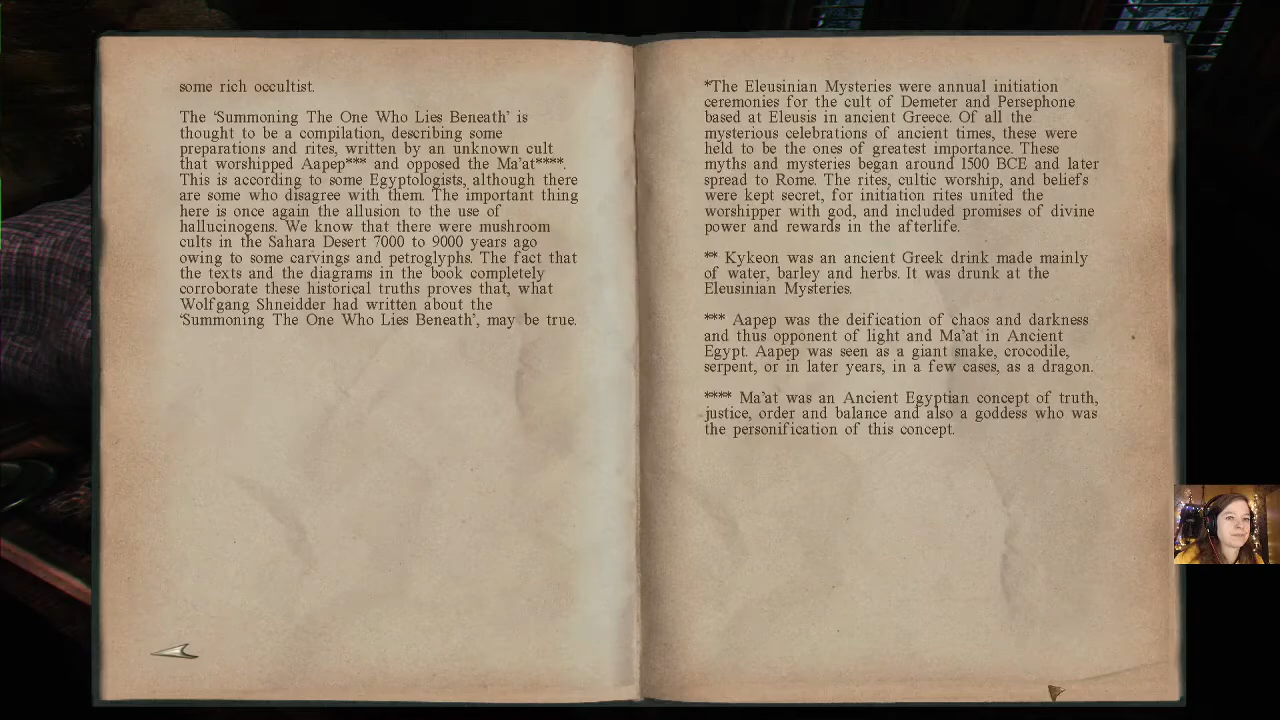 some rich occultist.
The ‘Summoning The One Who Lies Beneath’ is
thought to be a compilation, describing some
preparations and rites, written by an unknown cult
that worshipped Aapep*** and opposed the Ma’at****.
This is according to some Egyptologists, although there
are some who disagree with them. The important thing
here is once again the allusion to the use of
hallucinogens. We know that there were mushroom
cults in the Sahara Desert 7000 to 9000 years ago
owing to some carvings and petroglyphs. The fact that
the texts and the diagrams in the book completely
corroborate these historical truths proves that, what
Wolfgang Shneidder had written about the
‘Summoning The One Who Lies Beneath’, may be true.
*The Eleusinian Mysteries were annual initiation
ceremonies for the cult of Demeter and Persephone
based at Eleusis in ancient Greece. Of all the
mysterious celebrations of ancient times, these were
held to be the ones of greatest importance. These
myths and mysteries began around 1500 BCE and later
spread to Rome. The rites, cultic worship, and beliefs
were kept secret, for initiation rites united the
worshipper with god, and included promises of divine
power and rewards in the afterlife.
** Kykeon was an ancient Greek drink made mainly
of water, barley and herbs. It was drunk at the
Eleusinian Mysteries.
*** Aapep was the deification of chaos and darkness
and thus opponent of light and Ma’at in Ancient
Egypt. Aapep was seen as a giant snake, crocodile,
serpent, or in later years, in a few cases, as a dragon.
**** Ma’at was an Ancient Egyptian concept of truth,
justice, order and balance and also a goddess who was
the personification of this concept.